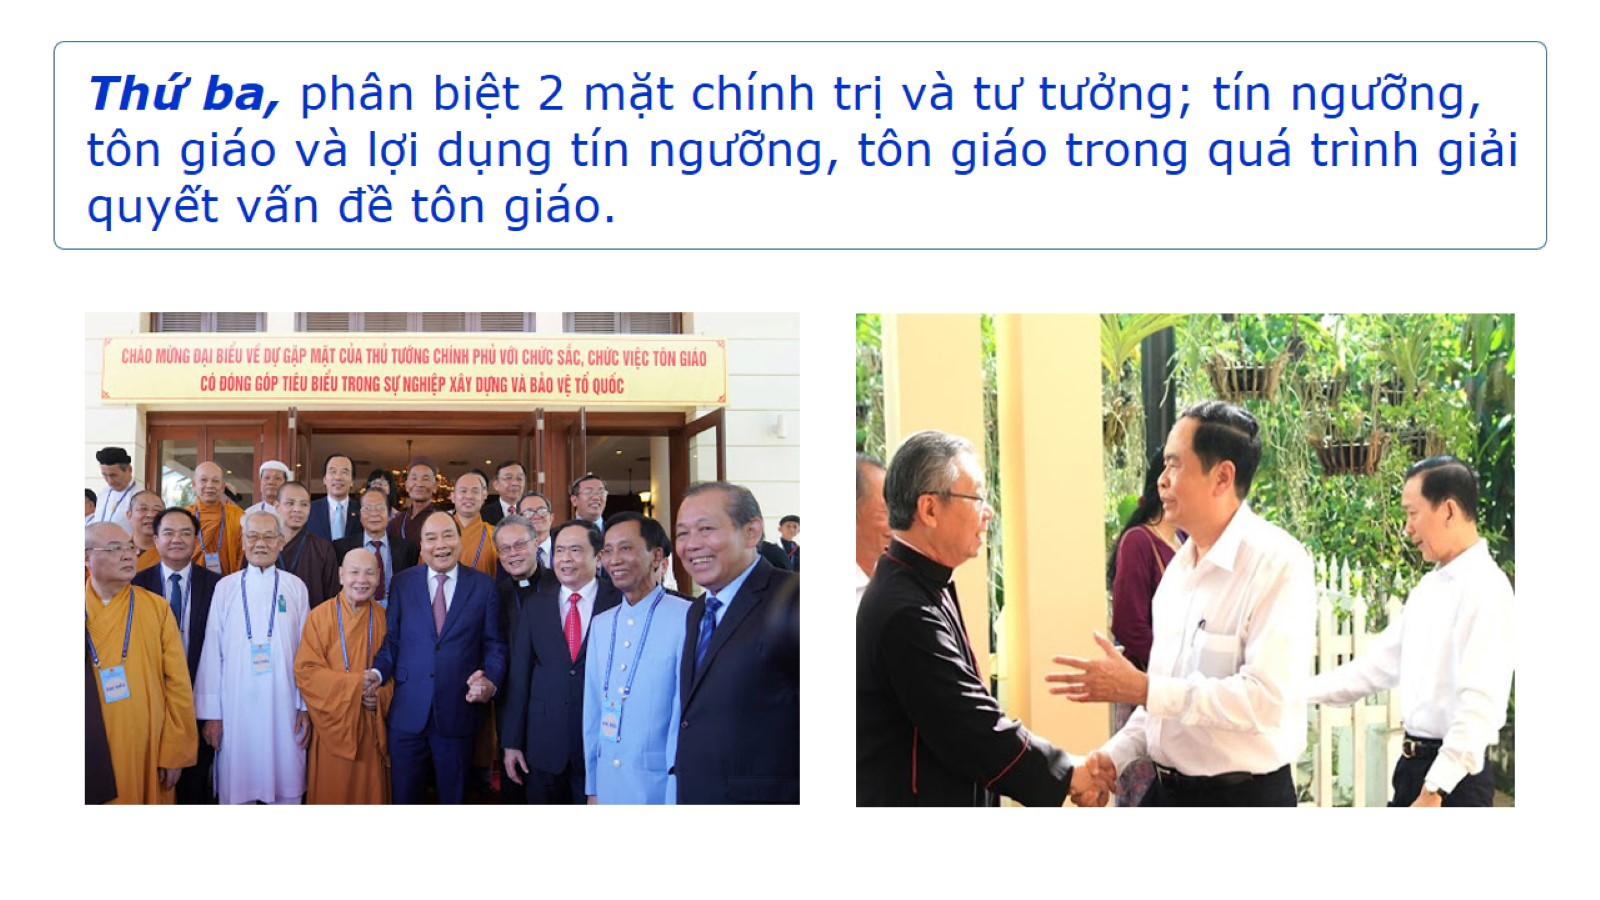 Thứ ba, phân biệt 2 mặt chính trị và tư tưởng; tín ngưỡng,
tôn giáo và lợi dụng tín ngưỡng, tôn giáo trong quá trình giải
quyết vấn đề tôn giáo.
CHÀO MỪNG ĐẠI BIỂU VỀ DỰ GẶP MẶT CỦA THỦ TƯỚNG CHÍNH PHỦ VỚI CHỨC SẮC, CHỨC VIỆC TÔN GIÁO
CÓ ĐÓNG GÓP TIÊU BIỂU TRONG SỰ NGHIỆP XÂY DỰNG VÀ BẢO VỆ TỔ QUỐC